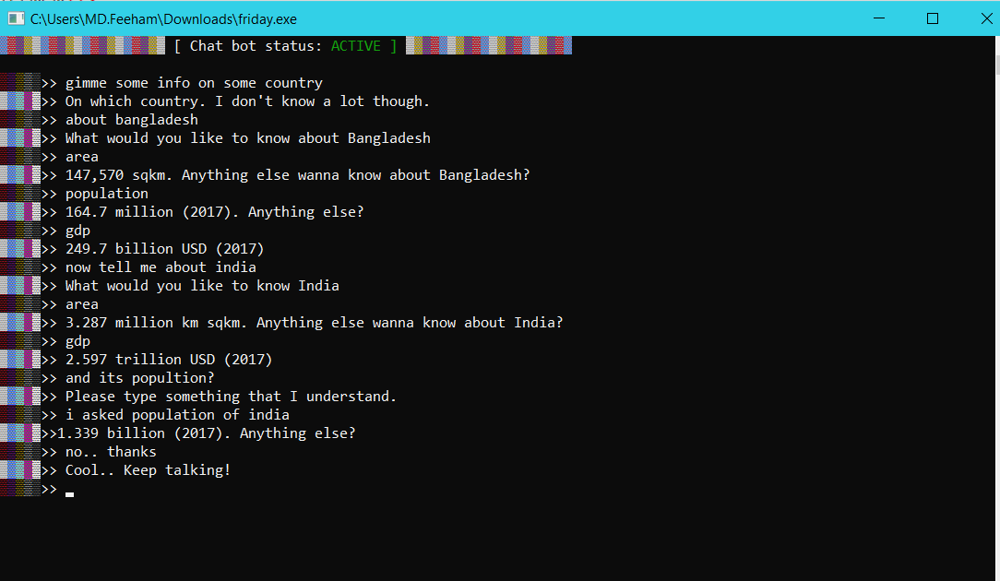 C:\Users\MD.Feeham\Downloads\friday.exe
[ Chat bot status: ACTIVE ]
>> gimme some info on some country
>> On which country. I don't know a lot though.
>> about bangladesh
>> What would you like to know about Bangladesh
>> area
>> 147,570 sqkm. Anything else wanna know about Bangladesh?
>> population
>> 164.7 million (2017). Anything else?
>> gdp
>> 249.7 billion USD (2017)
>> now tell me about india
>> What would you like to know India
>> area
>> 3.287 million km sqkm. Anything else wanna know about India?
>> gdp
>> 2.597 trillion USD (2017)
>> and its popultion?
>> Please type something that I understand.
>> i asked population of india
>>1.339 billion (2017). Anything else?
>> no.. thanks
>> Cool.. Keep talking!
>>